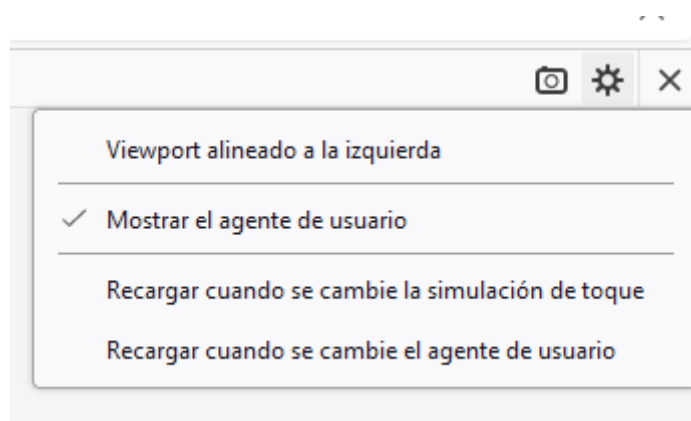 Viewport alineado a la izquierda
Mostrar el agente de usuario
Recargar cuando se cambie la simulación de toque
Recargar cuando se cambie el agente de usuario